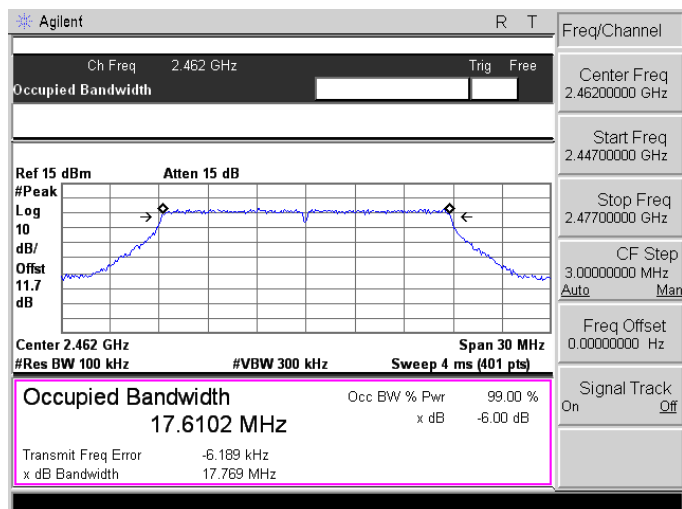 Agilent R T
Ch Freq 2.462 GHz Trig Free
Occupied Bandwidth
Ref 15 dBm Atten 15 dB
#Peak
Log
10
dB/
Offst
11.7
dB
Center 2.462 GHz Span 30 MHz
#Res BW 100 kHz #VBW 300 kHz Sweep 4 ms (401 pts)
Occupied Bandwidth
17.6102 MHz
Occ BW % Pwr 99.00 %
x dB -6.00 dB
Transmit Freq Error -6.189 kHz
x dB Bandwidth 17.769 MHz
Freq/Channel
Center Freq
2.46200000 GHz
Start Freq
2.44700000 GHz
Stop Freq
2.47700000 GHz
CF Step
3.00000000 MHz
Auto Man
Freq Offset
0.00000000 Hz
Signal Track
On Off